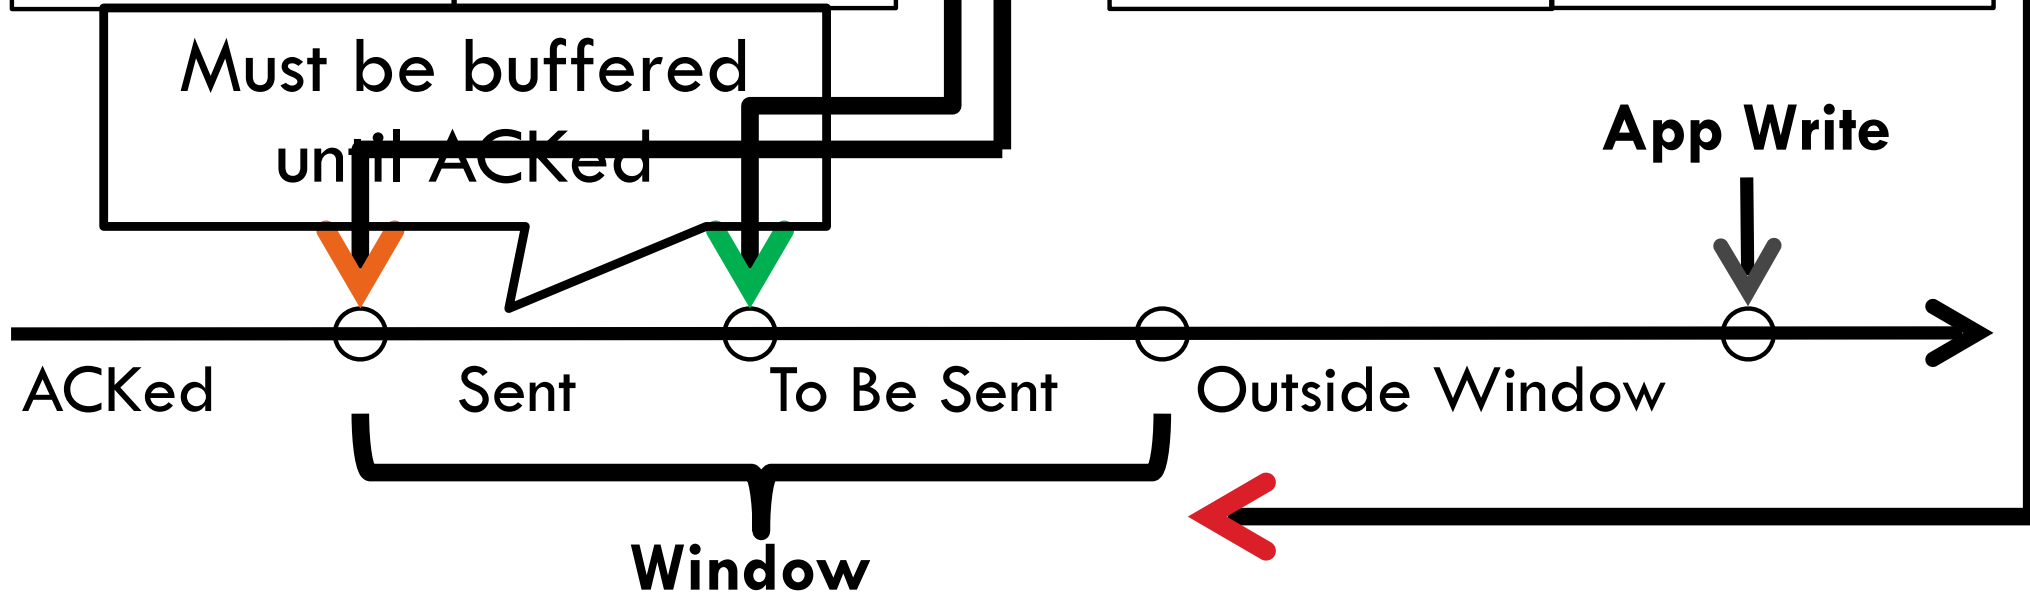 Must be buffered
until ACKed
App Write
ACKed
Sent
To Be Sent
Outside Window
Window